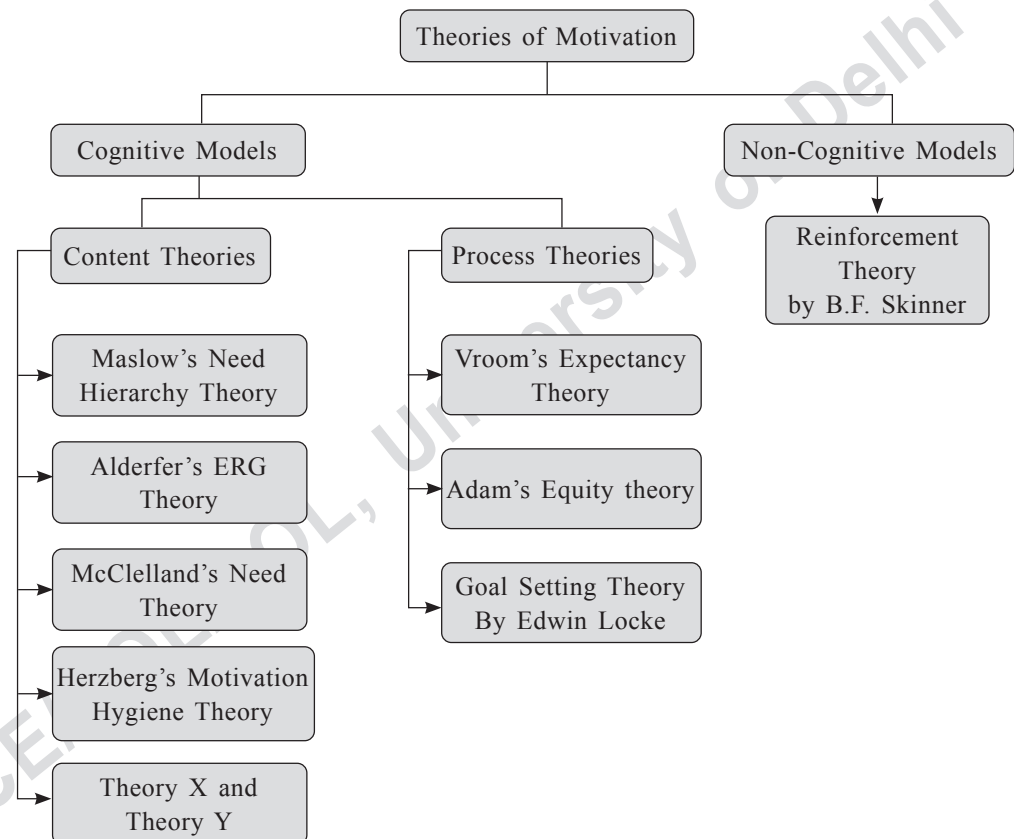 Theories of Motivation
Cognitive Models
Non-Cognitive Models
Content Theories
Process Theories
Reinforcement
Theory
by B.F. Skinner
Maslow's Need
Hierarchy Theory
Vroom's Expectancy
Theory
Alderfer's ERG
Theory
Adam's Equity theory
McClelland's Need
Theory
Goal Setting Theory
By Edwin Locke
Herzberg's Motivation
Hygiene Theory
Theory X and
Theory Y